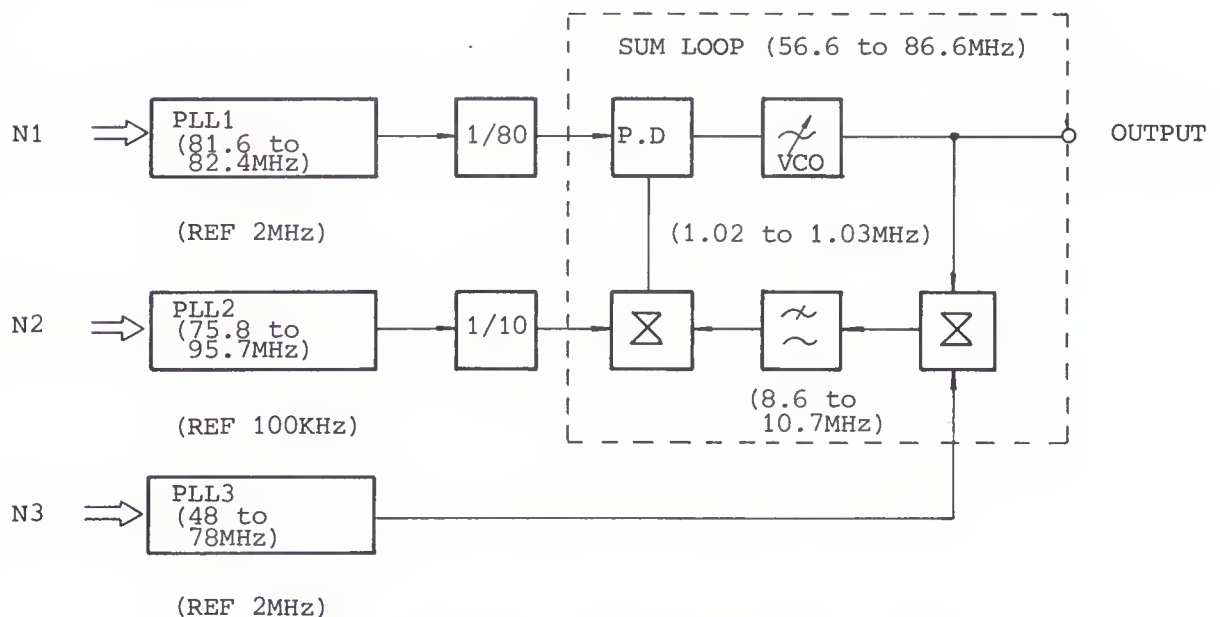 SUM LOOP (56.6 to 86.6MHz)
N1
PLL1
(81.6 to
82.4MHz)
1/80
P.D
VCO
OUTPUT
(REF 2MHz)
(1.02 to 1.03MHz)
N2
PLL2
(75.8 to
95.7MHz)
1/10
(8.6 to
10.7MHz)
(REF 100KHz)
N3
PLL3
(48 to
78MHz)
(REF 2MHz)